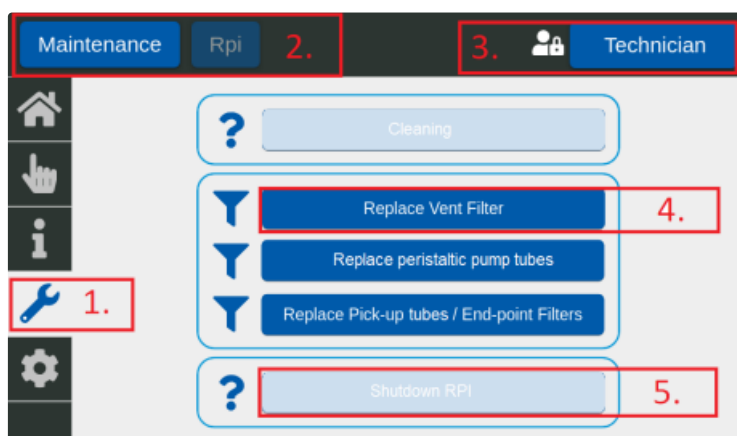 Maintenance Rpi 2. 3. Technician
Cleaning
Replace Vent Filter 4.
Replace peristaltic pump tubes
1. Replace Pick-up tubes / End-point Filters
Shutdown RPI 5.